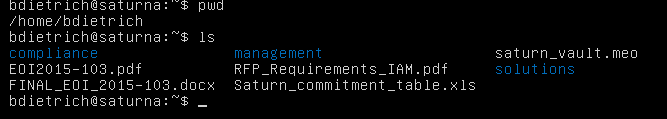 bdietrich@saturna:~$ pwd
/home/bdietrich
bdietrich@saturna:~$ ls
compliance management saturn_vault.meo
EOI2015-103.pdf RFP_Requirements_IAM.pdf solutions
FINAL_EOI_2015-103.docx Saturn_commitment_table.xls
bdietrich@saturna:~$ _